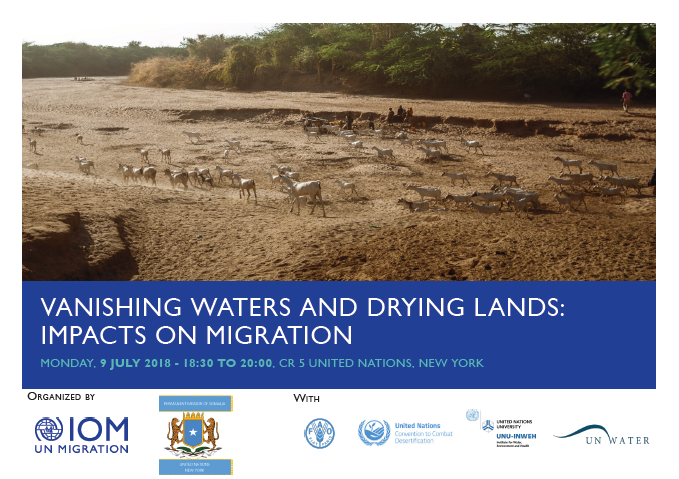 VANISHING WATERS AND DRYING LANDS:
IMPACTS ON MIGRATION
MONDAY, 9 JULY 2018 - 18:30 TO 20:00, CR 5 UNITED NATIONS, NEW YORK
ORGANIZED BY
WITH
PERMANENT MISSION OF SOMALIA
IOM
UN MIGRATION
UNITED NATIONS
NEW YORK
F A O
United Nations
Convention to Combat
Desertification
UNITED NATIONS
UNIVERSITY
UNU-INWEH
Institute for Water,
Environment and Health
UN WATER